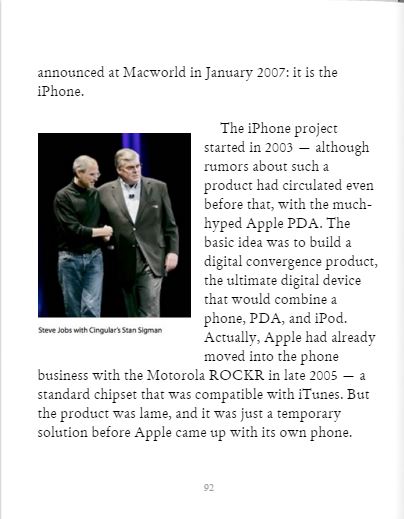 announced at Macworld in January 2007: it is the
iPhone.
The iPhone project
started in 2003 — although
rumors about such a
product had circulated even
before that, with the much-
hyped Apple PDA. The
basic idea was to build a
digital convergence product,
the ultimate digital device
that would combine a
phone, PDA, and iPod.
Actually, Apple had already
moved into the phone
Steve Jobs with Cingular's Stan Sigman
business with the Motorola ROCKR in late 2005 — a
standard chipset that was compatible with iTunes. But
the product was lame, and it was just a temporary
solution before Apple came up with its own phone.
92